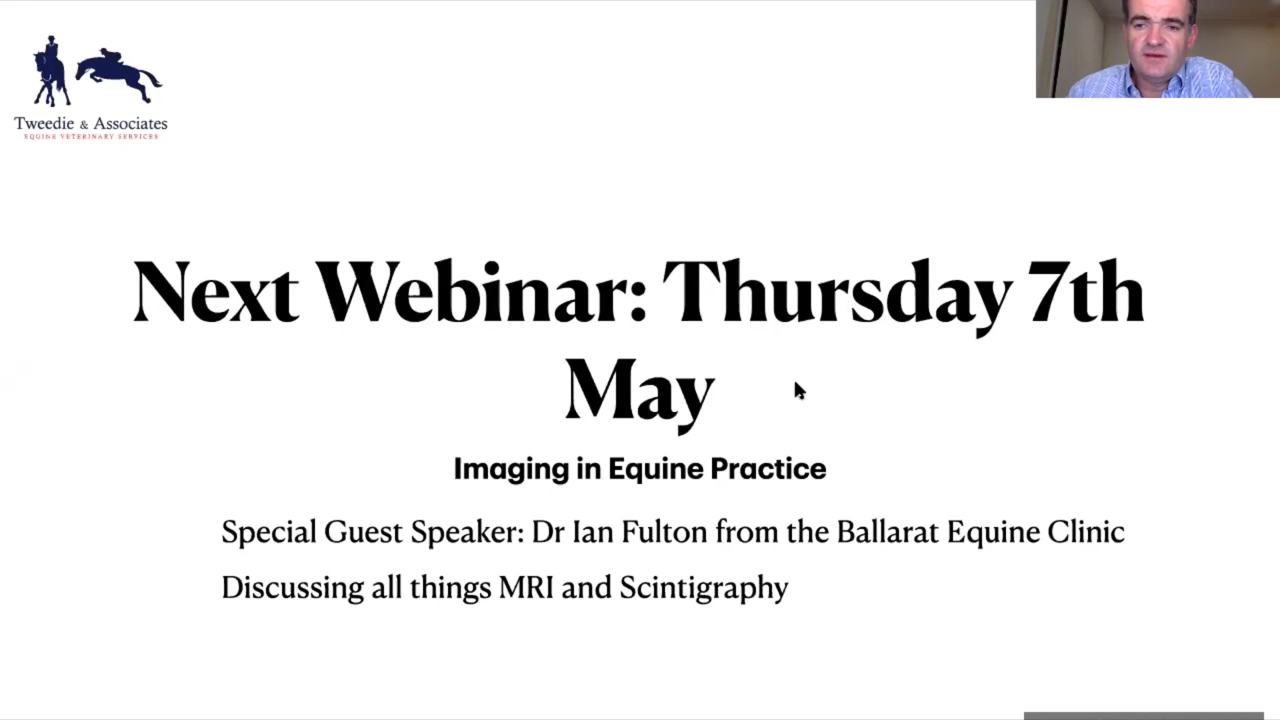 Tweedie & Associates
EQUINE VETERINARY SERVICES
Next Webinar: Thursday 7th
May
Imaging in Equine Practice
Special Guest Speaker: Dr Ian Fulton from the Ballarat Equine Clinic
Discussing all things MRI and Scintigraphy